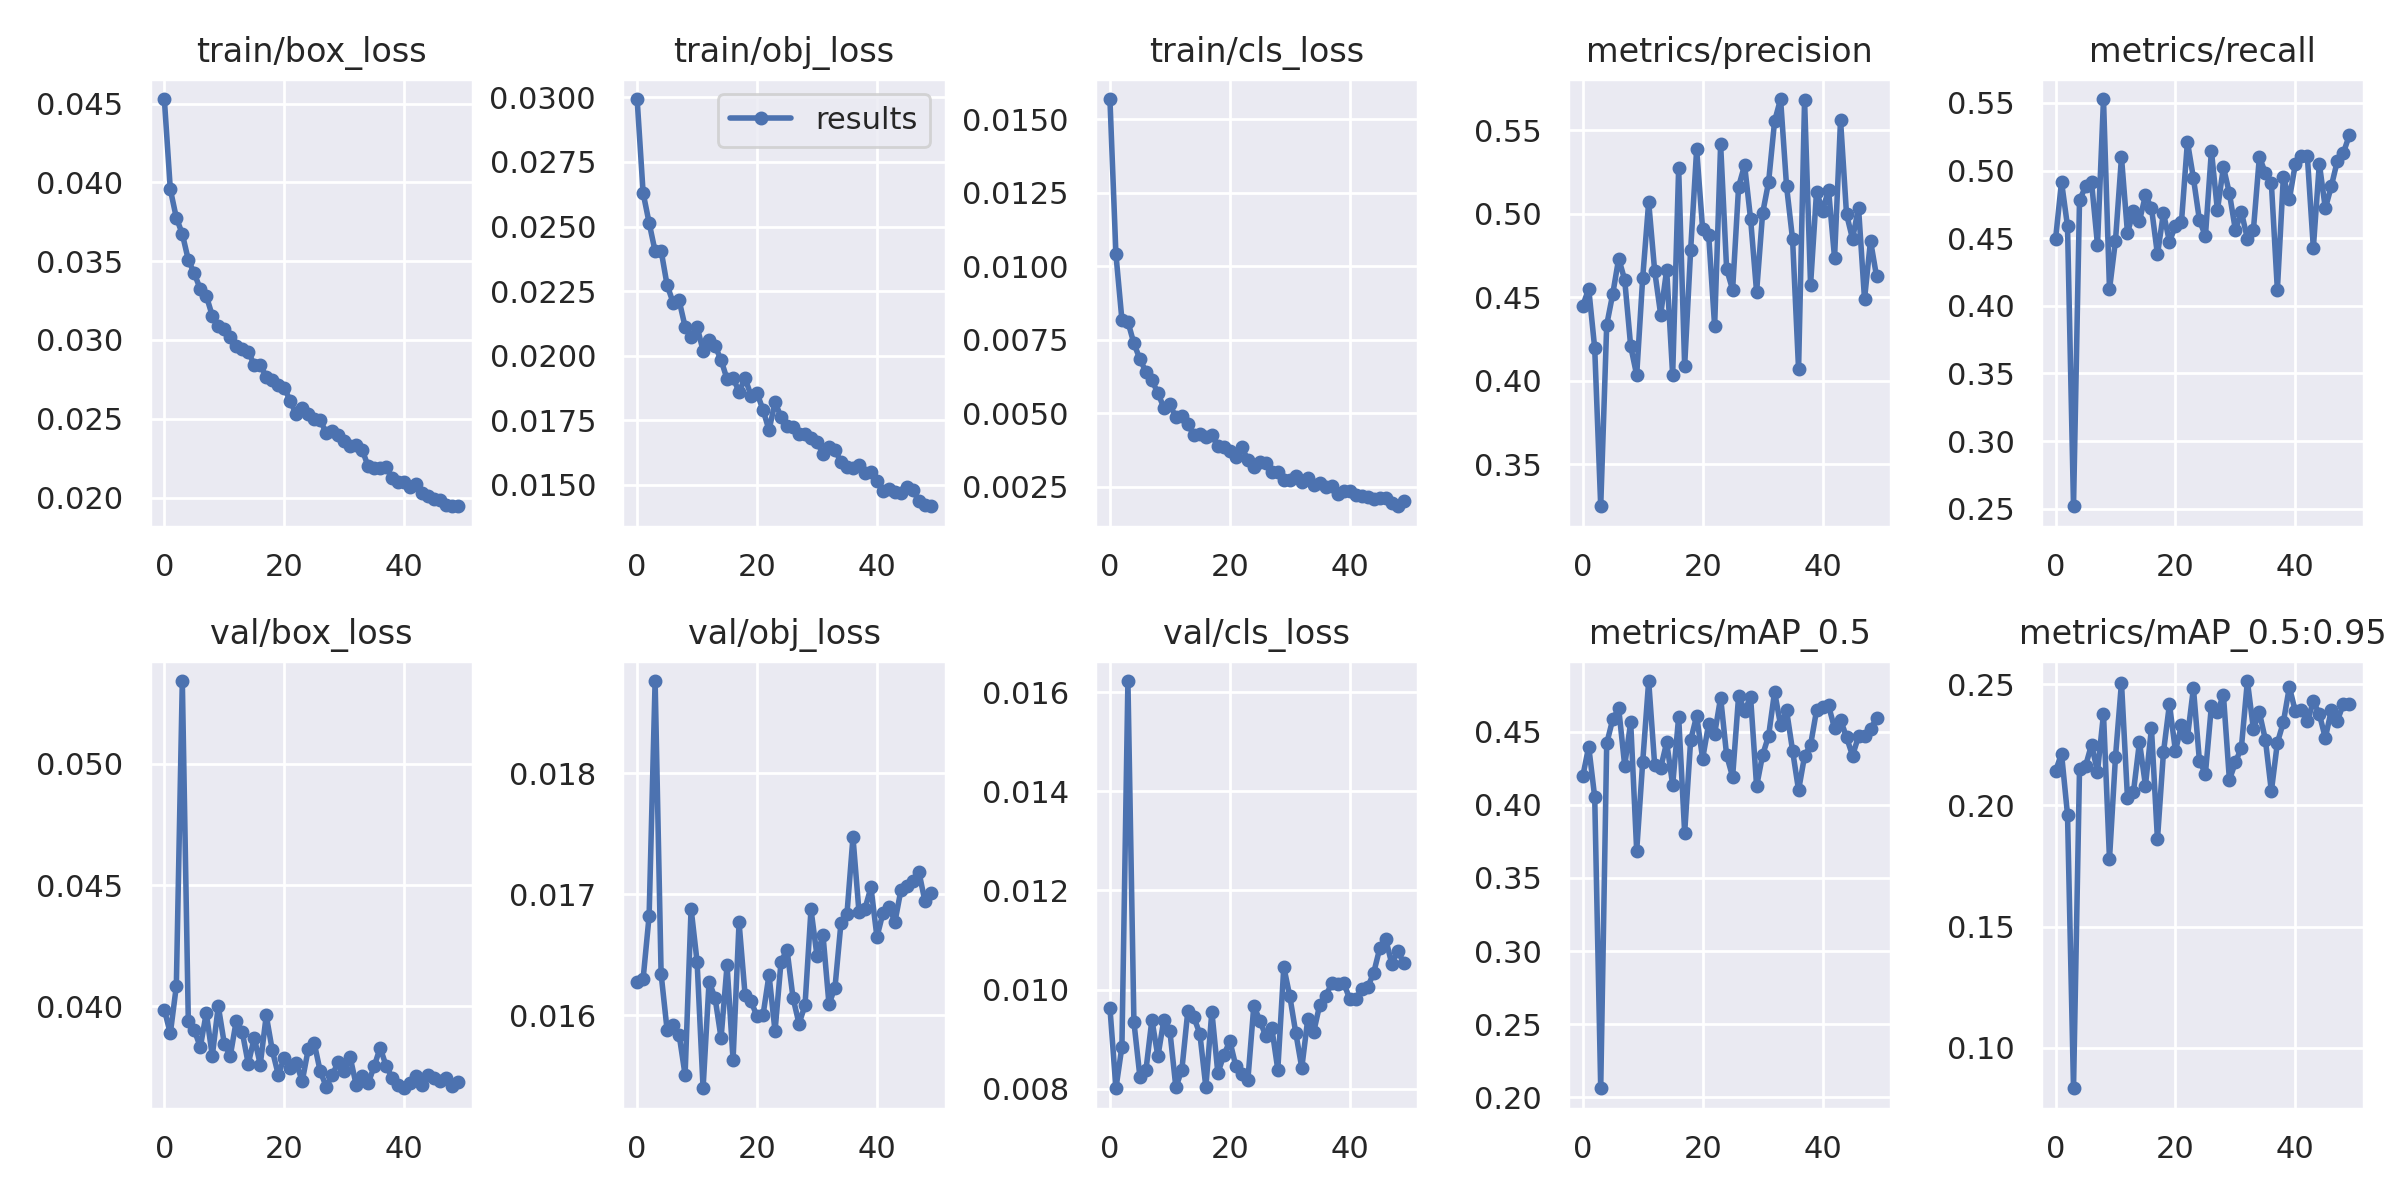 train/box_loss
train/obj_loss
train/cls_loss
metrics/precision
metrics/recall
0.045
0.040
0.035
0.030
0.025
0.020
0 20 40
0.0300
0.0275
0.0250
0.0225
0.0200
0.0175
0.0150
results
0 20 40
0.0150
0.0125
0.0100
0.0075
0.0050
0.0025
0 20 40
0.55
0.50
0.45
0.40
0.35
0 20 40
0.55
0.50
0.45
0.40
0.35
0.30
0.25
0 20 40
val/box_loss
val/obj_loss
val/cls_loss
metrics/mAP_0.5
metrics/mAP_0.5:0.95
0.050
0.045
0.040
0 20 40
0.018
0.017
0.016
0 20 40
0.016
0.014
0.012
0.010
0.008
0 20 40
0.45
0.40
0.35
0.30
0.25
0.20
0 20 40
0.25
0.20
0.15
0.10
0 20 40